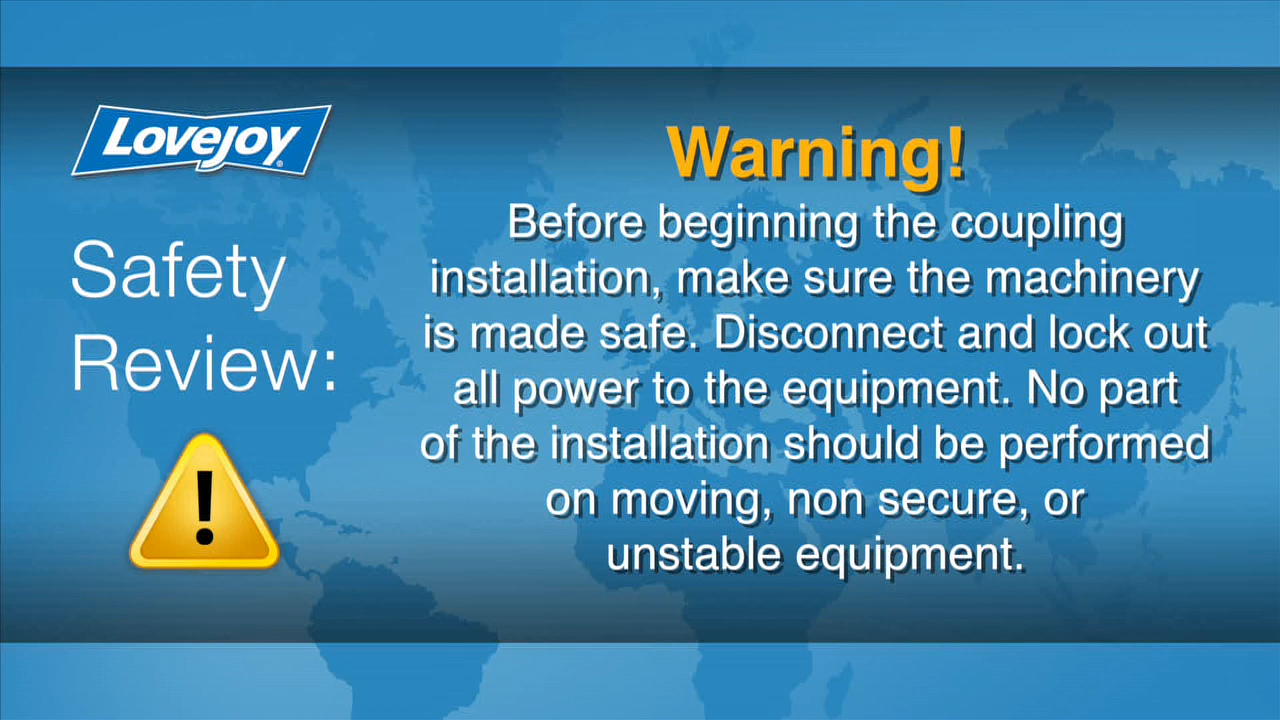 LOVEJOY®
Safety
Review:
!
Warning!
Before beginning the coupling
installation, make sure the machinery
is made safe. Disconnect and lock out
all power to the equipment. No part
of the installation should be performed
on moving, non secure, or
unstable equipment.